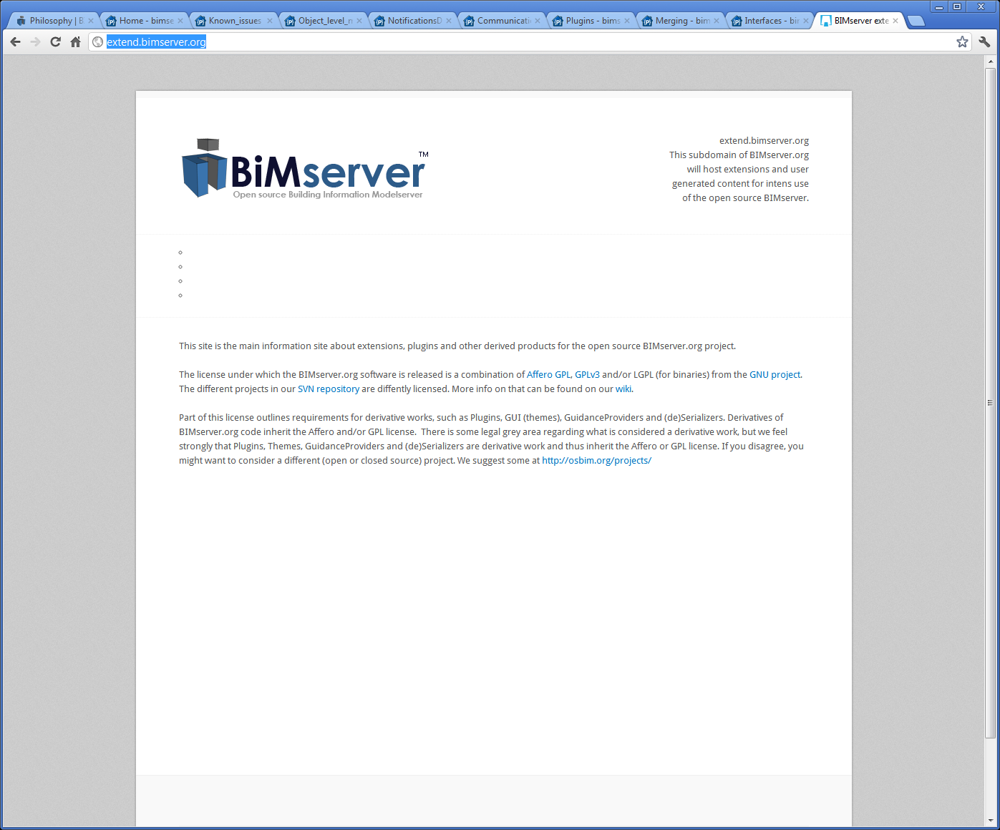 Philosophy | B
Home - bimse
Known_issues
Object_level_n
NotificationsD
Communicati
Plugins - bims
Merging - bim
Interfaces - bin
BIMserver exte
extend.bimserver.org
BiMserver™
Open source Building Information Modelserver
extend.bimserver.org
This subdomain of BIMserver.org
will host extensions and user
generated content for intens use
of the open source BIMserver.
This site is the main information site about extensions, plugins and other derived products for the open source BIMserver.org project.
The license under which the BIMserver.org software is released is a combination of Affero GPL, GPLv3 and/or LGPL (for binaries) from the GNU project.
The different projects in our SVN repository are diffently licensed. More info on that can be found on our wiki.
Part of this license outlines requirements for derivative works, such as Plugins, GUI (themes), GuidanceProviders and (de)Serializers. Derivatives of
BIMserver.org code inherit the Affero and/or GPL license.  There is some legal grey area regarding what is considered a derivative work, but we feel
strongly that Plugins, Themes, GuidanceProviders and (de)Serializers are derivative work and thus inherit the Affero or GPL license. If you disagree, you
might want to consider a different (open or closed source) project. We suggest some at http://osbim.org/projects/